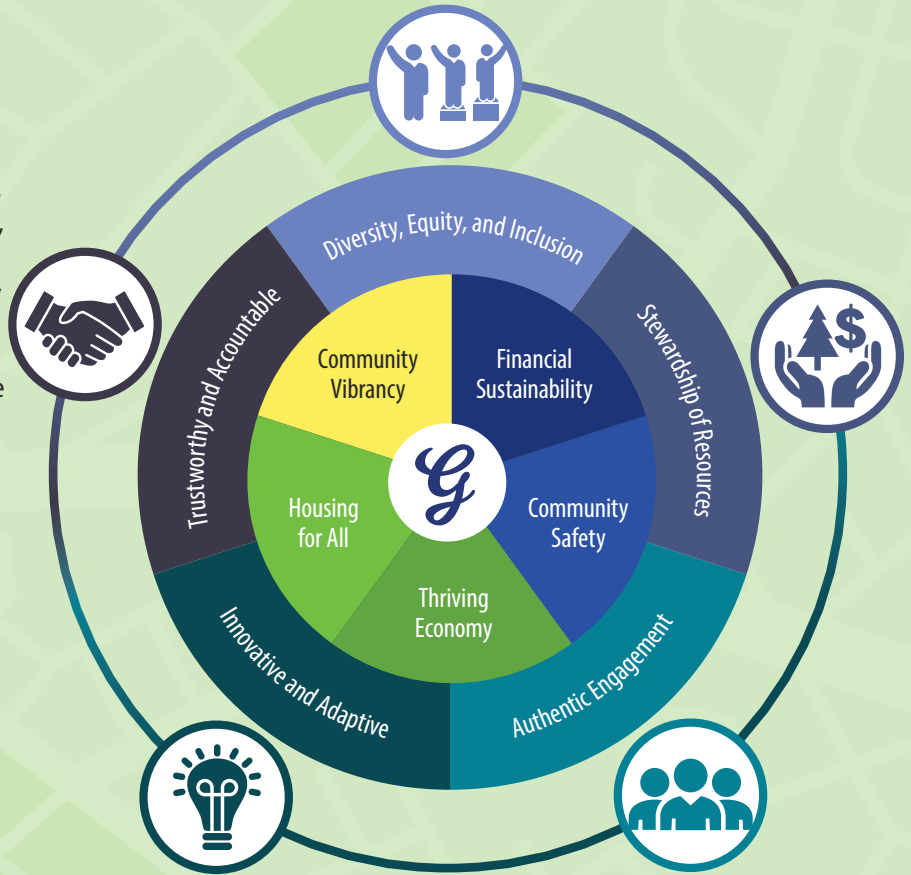 Diversity, Equity, and Inclusion
Stewardship of Resources
Authentic Engagement
Innovative and Adaptive
Trustworthy and Accountable
Community
Vibrancy
Financial
Sustainability
Community
Safety
Thriving
Economy
Housing
for All
G
$